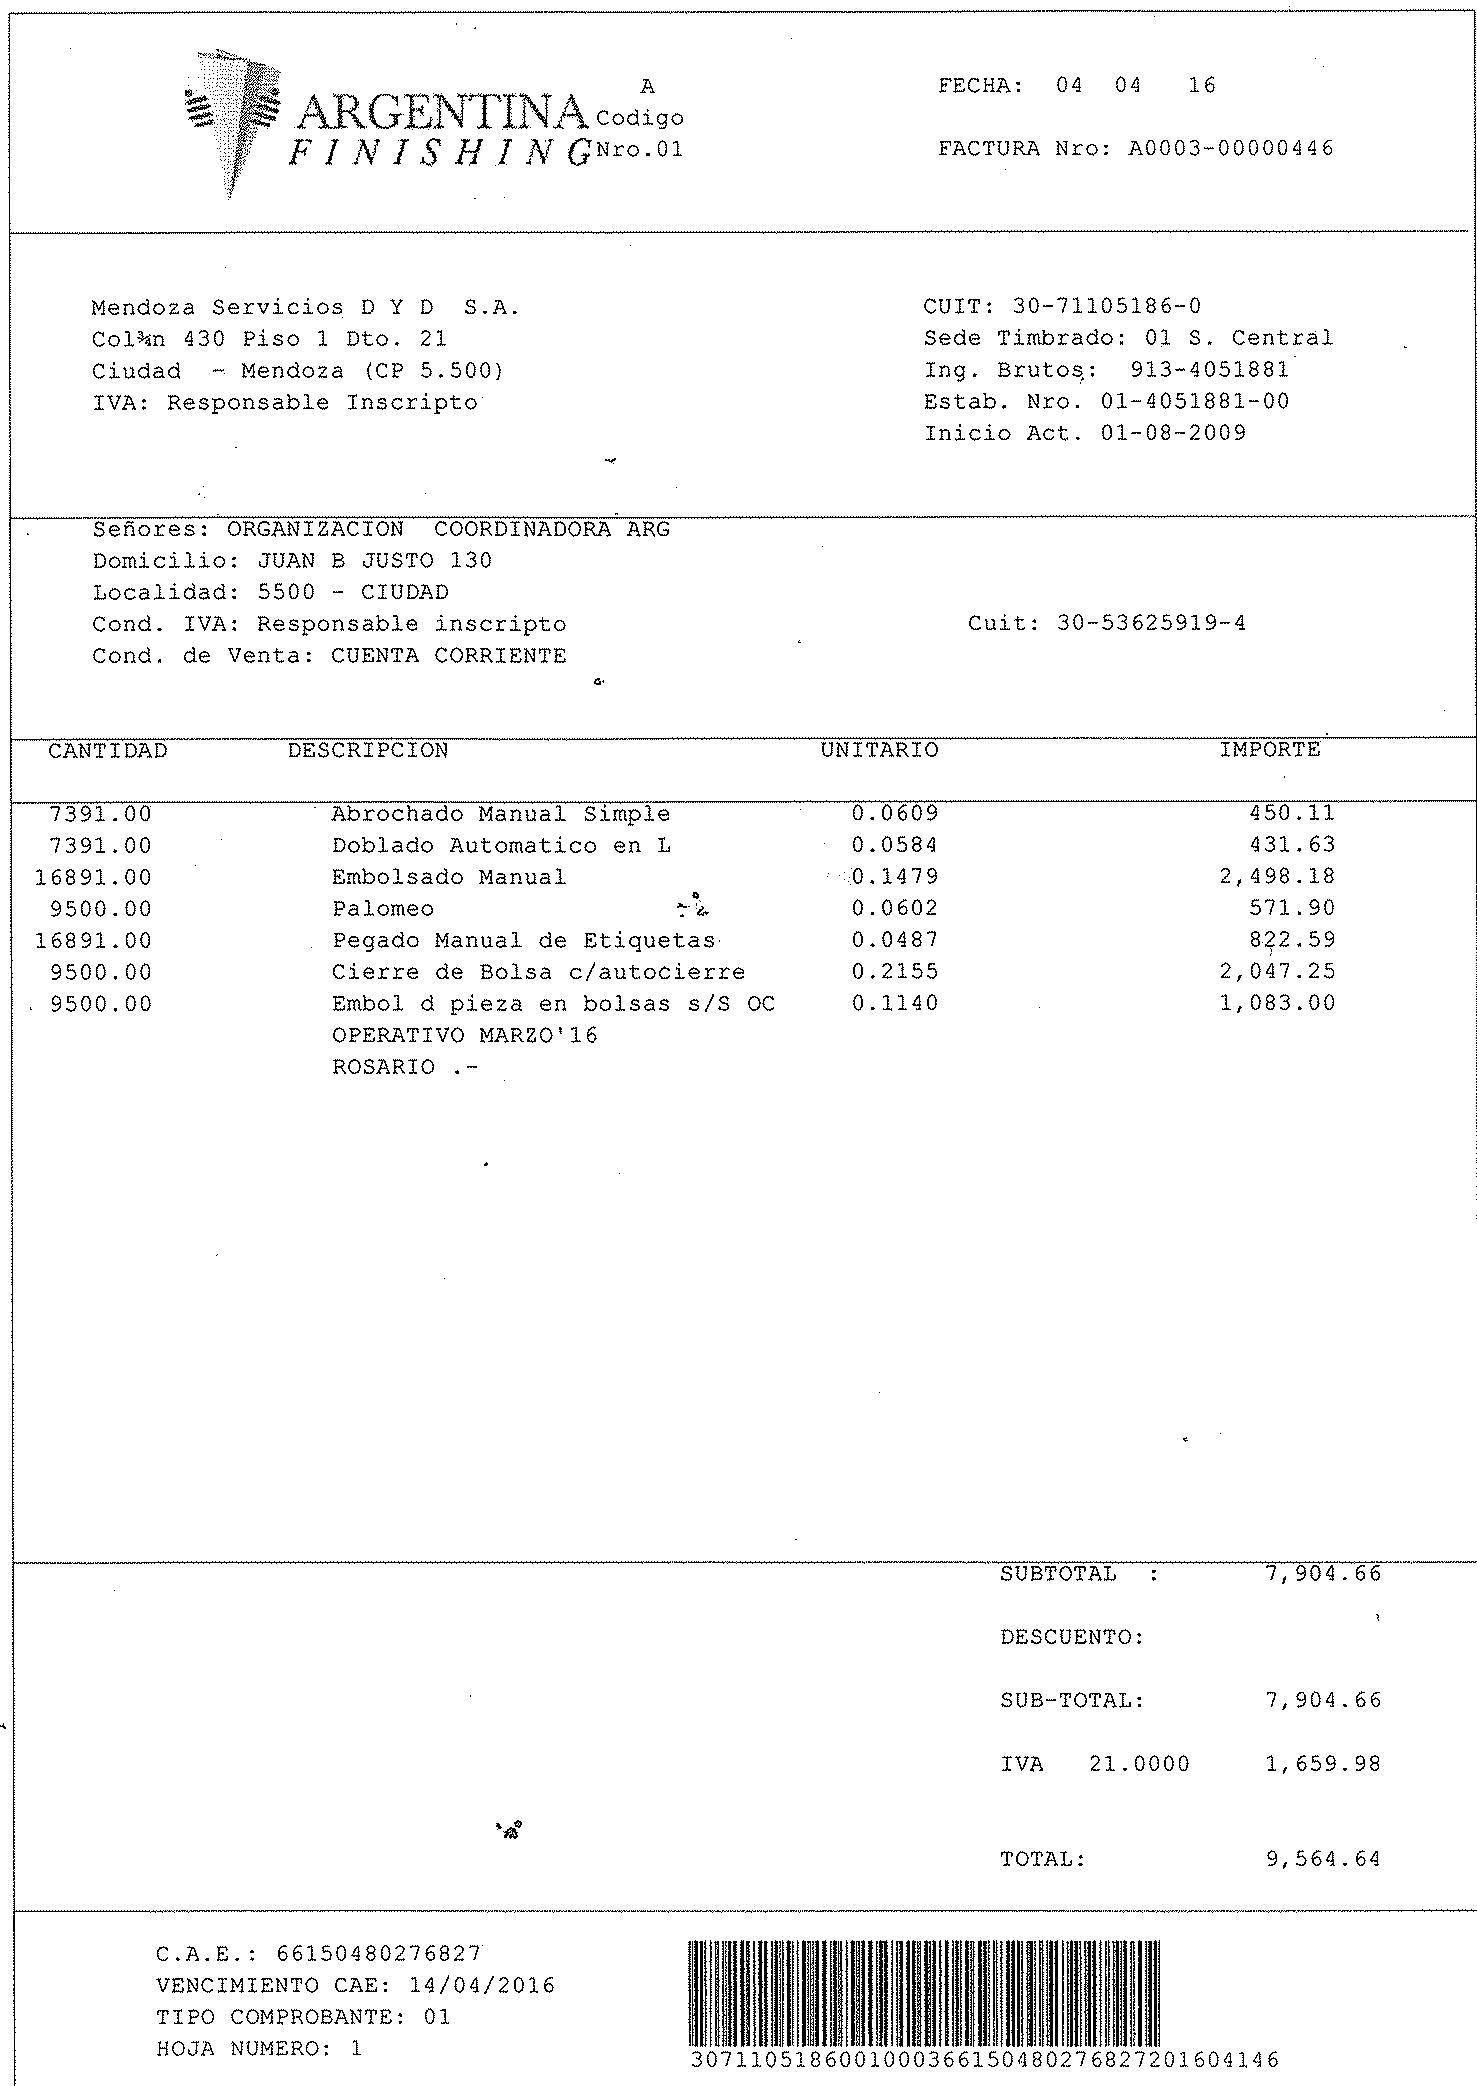 A
ARGENTINA Codigo
FINISHING Nro.01
FECHA: 04 04 16
FACTURA Nro: A0003-00000446
Mendoza Servicios D Y D S.A.
Col¾n 430 Piso 1 Dto. 21
Ciudad - Mendoza (CP 5.500)
IVA: Responsable Inscripto
CUIT: 30-71105186-0
Sede Timbrado: 01 S. Central
Ing. Brutos: 913-4051881
Estab. Nro. 01-4051881-00
Inicio Act. 01-08-2009
Señores: ORGANIZACION COORDINADORA ARG
Domicilio: JUAN B JUSTO 130
Localidad: 5500 - CIUDAD
Cond. IVA: Responsable inscripto Cuit: 30-53625919-4
Cond. de Venta: CUENTA CORRIENTE
CANTIDAD DESCRIPCION UNITARIO IMPORTE
7391.00 Abrochado Manual Simple 0.0609 450.11
7391.00 Doblado Automatico en L 0.0584 431.63
16891.00 Embolsado Manual 0.1479 2,498.18
9500.00 Palomeo 0.0602 571.90
16891.00 Pegado Manual de Etiquetas 0.0487 822.59
9500.00 Cierre de Bolsa c/autocierre 0.2155 2,047.25
9500.00 Embol d pieza en bolsas s/S OC 0.1140 1,083.00
OPERATIVO MARZO'16
ROSARIO .-
SUBTOTAL : 7,904.66
DESCUENTO:
SUB-TOTAL: 7,904.66
IVA 21.0000 1,659.98
TOTAL: 9,564.64
C.A.E.: 66150480276827
VENCIMIENTO CAE: 14/04/2016
TIPO COMPROBANTE: 01
HOJA NUMERO: 1
3071105186001000366150480276827201604146